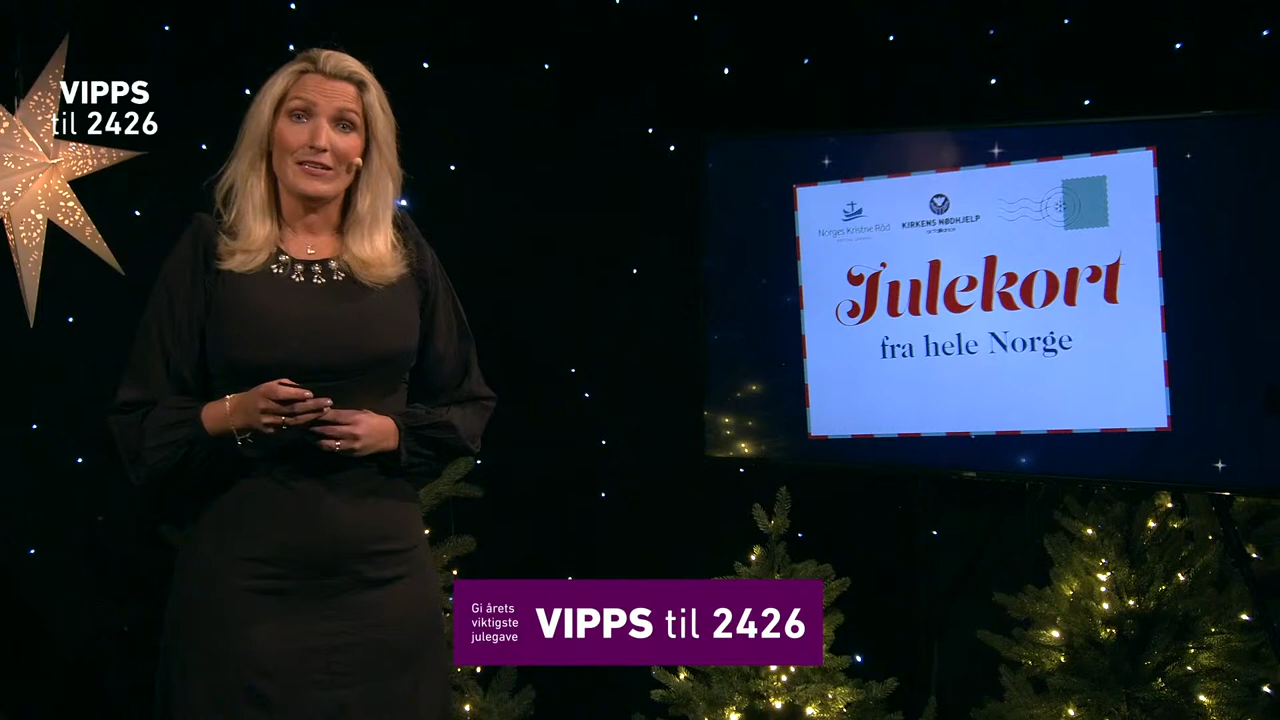 VIPPS
til 2426
Norges Kristne Råd
KIRKENS NØDHJELP
actalliance
Julekort
fra hele Norge
Gi årets
viktigste
julegave
VIPPS til 2426